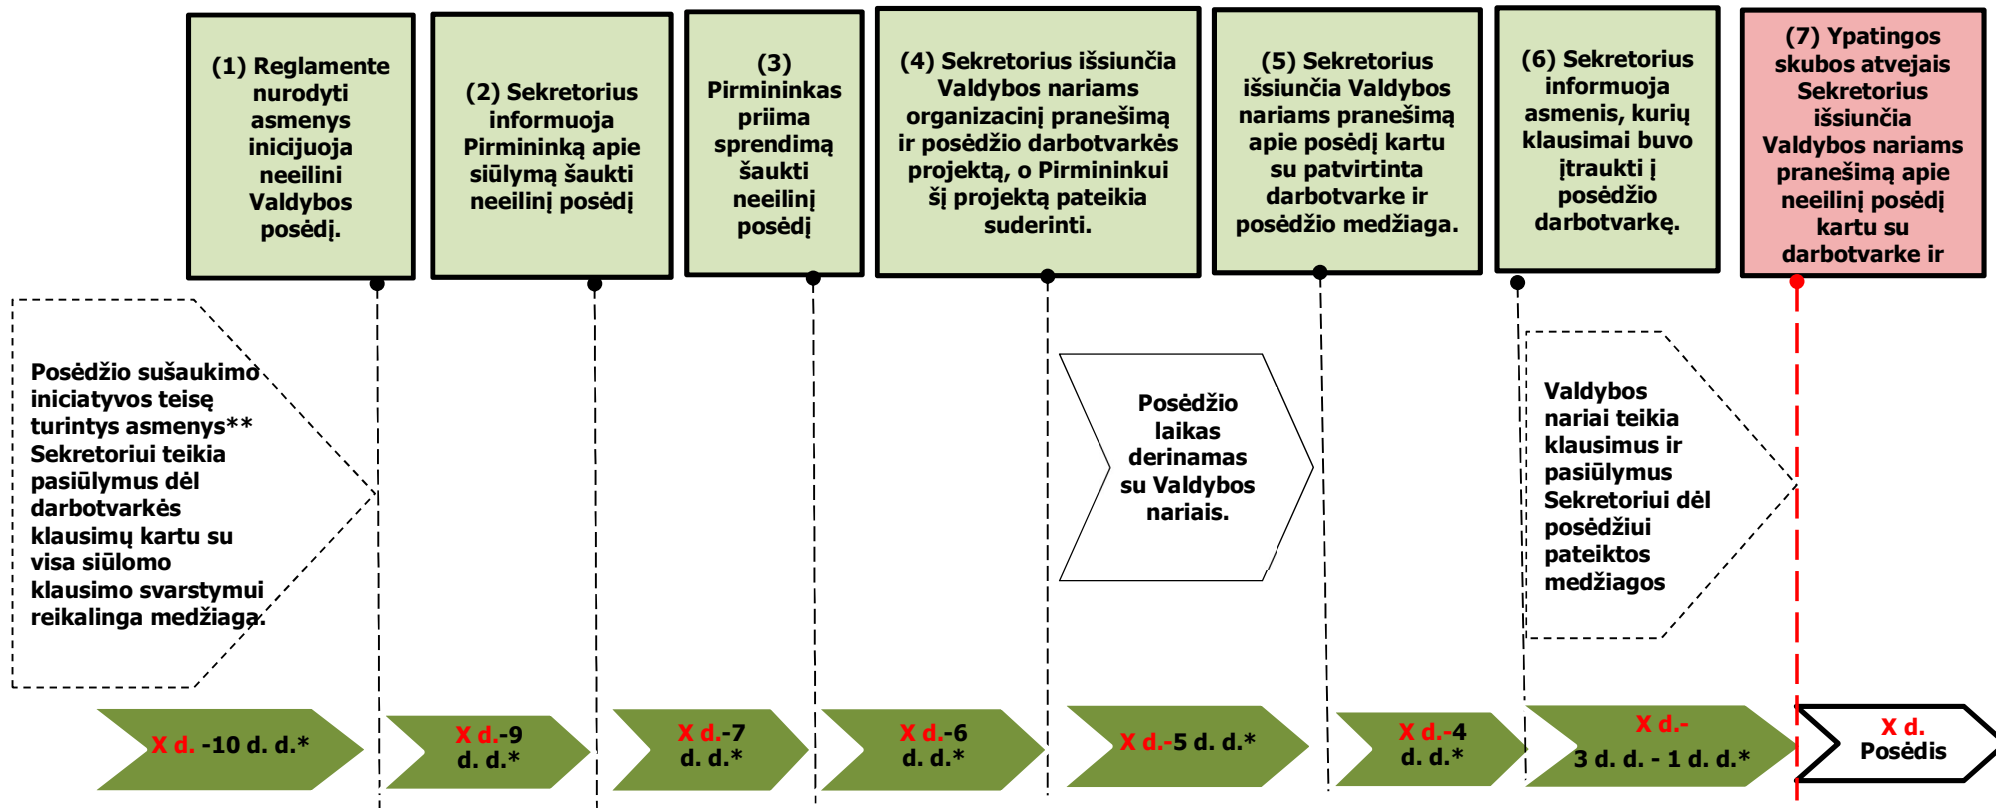 (1) Reglamente
nurodyti
asmenys
inicijuoja
neeilini
Valdybos
posėdį.
(2) Sekretorius
informuoja
Pirmininką apie
siūlymą šaukti
neeilinį posėdį
(3)
Pirmininkas
priima
sprendimą
šaukti
neeilinį
posėdį
(4) Sekretorius išsiunčia
Valdybos nariams
organizacinį pranešimą
ir posėdžio darbotvarkės
projektą, o Pirmininkui
šį projektą pateikia
suderinti.
(5) Sekretorius
išsiunčia Valdybos
nariams pranešimą
apie posėdį kartu
su patvirtinta
darbotvarke ir
posėdžio medžiaga.
(6) Sekretorius
informuoja
asmenis, kurių
klausimai buvo
įtraukti į
posėdžio
darbotvarkę.
(7) Ypatingos
skubos atvejais
Sekretorius
išsiunčia
Valdybos nariams
pranešimą apie
neeilinį posėdį
kartu su
darbotvarke ir
Posėdžio sušaukimo
iniciatyvos teisę
turintys asmenys**
Sekretoriui teikia
pasiūlymus dėl
darbotvarkės
klausimų kartu su
visa siūlomo
klausimo svarstymui
reikalinga medžiaga.
Posėdžio
laikas
derinamas
su Valdybos
nariais.
Valdybos
nariai teikia
klausimus ir
pasiūlymus
Sekretoriui dėl
posėdžiui
pateiktos
medžiagos
X d. -10 d. d.*
X d.-9
d. d.*
X d.-7
d. d.*
X d.-6
d. d.*
X d.-5 d. d.*
X d.-4
d. d.*
X d.-
3 d. d. - 1 d. d.*
X d.
Posėdis